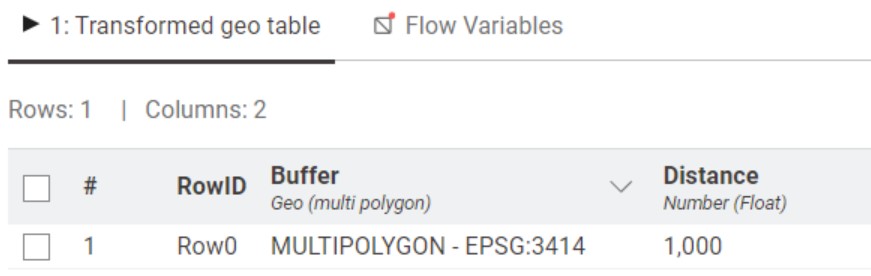 1: Transformed geo table Flow Variables
Rows: 1 | Columns: 2
# RowID Buffer Distance
Geo (multi polygon) Number (Float)
1 Row0 MULTIPOLYGON - EPSG:3414 1,000